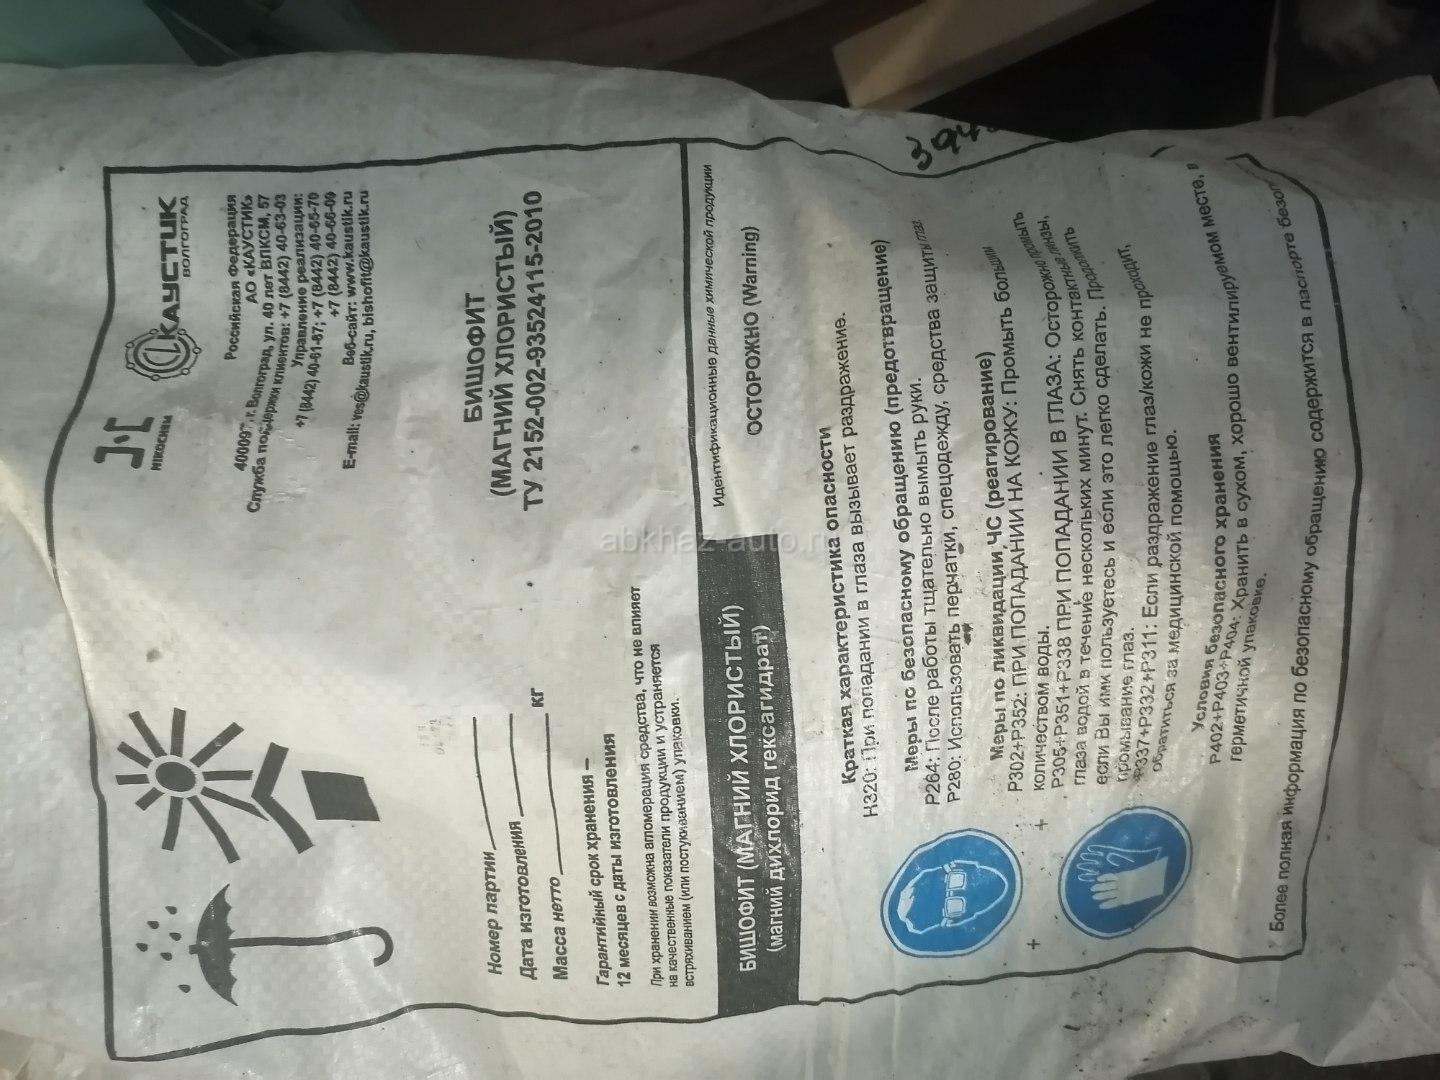 НІКОСНЕМ
КАУСТИК
ВОЛГОГРАД
Российская Федерация
АО «КАУСТИК»
40009 г. Волгоград, ул. 40 лет ВЛКСМ, 57
Служба поддержки клиентов: +7 (8442) 40-63-03
Управление реализации:
+7 (8442) 40-61-87; +7 (8442) 40-65-70
+7 (8442) 40-66-09
Веб-сайт: www.kaustik.ru
E-mail: ves@kaustik.ru, bishofit@kaustik.ru
БИШОФИТ
(МАГНИЙ ХЛОРИСТЫЙ)
ТУ 2152-002-93524115-2010
Номер партии
Дата изготовления
Масса нетто кг
Гарантийный срок хранения –
12 месяцев с даты изготовления
При хранении возможна агломерация средства, что не влияет
на качественные показатели продукции и устраняется
встряхиванием (или постукиванием) упаковки.
БИШОФИТ (МАГНИЙ ХЛОРИСТЫЙ)
(магний дихлорид гексагидрат)
Идентификационные данные химической продукции
ОСТОРОЖНО (Warning)
Краткая характеристика опасности
H320: При попадании в глаза вызывает раздражение.
Меры по безопасному обращению (предотвращение)
P264: После работы тщательно вымыть руки.
P280: Использовать перчатки, спецодежду, средства защиты глаз.
Меры по ликвидации ЧС (реагирование)
P302+P352: ПРИ ПОПАДАНИИ НА КОЖУ: Промыть большим
количеством воды.
P305+P351+P338 ПРИ ПОПАДАНИИ В ГЛАЗА: Осторожно промыть
глаза водой в течение нескольких минут. Снять контактные линзы,
если Вы ими пользуетесь и если это легко сделать. Продолжить
промывание глаз.
P337+P332+P311: Если раздражение глаз/кожи не проходит,
обратиться за медицинской помощью.
Условия безопасного хранения
P402+P403+P404: Хранить в сухом, хорошо вентилируемом месте, в
герметичной упаковке.
Более полная информация по безопасному обращению содержится в паспорте безоп
394
+
+
abkhaz-auto.r